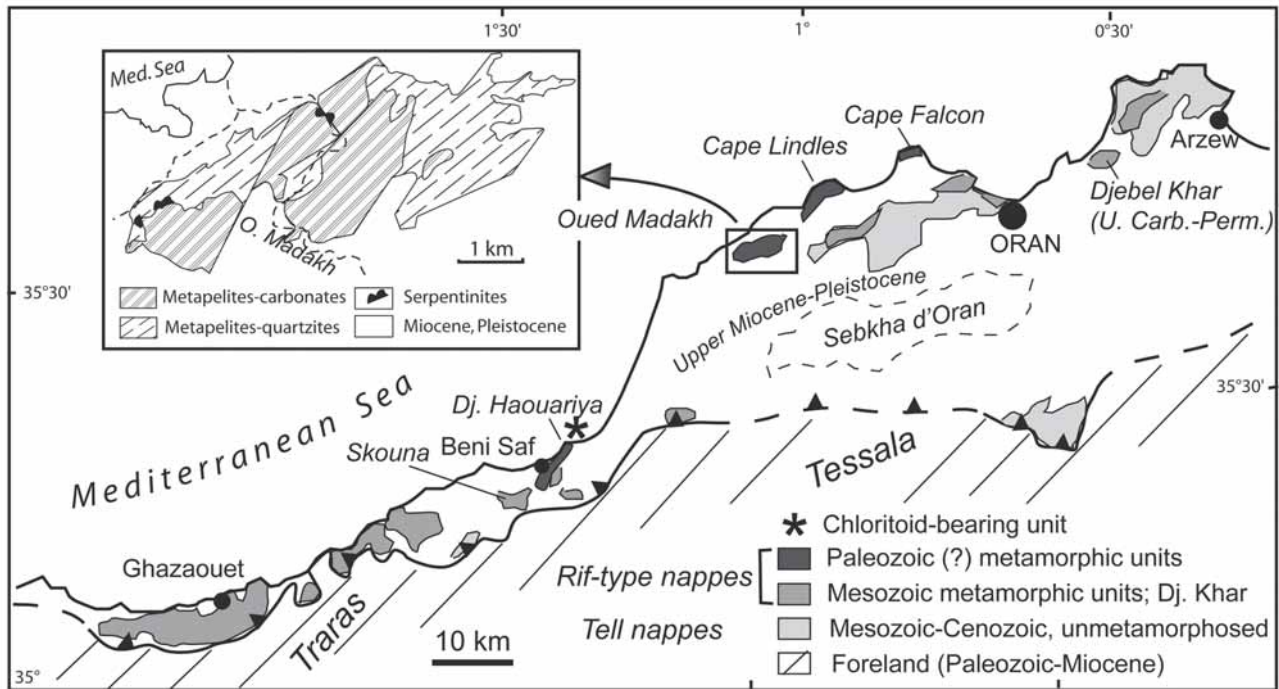 1°30'
1°
0°30'
Med. Sea
O. Madakh
1 km
Metapelites-carbonates
Serpentinites
Metapelites-quartzites
Miocene, Pleistocene
Cape Falcon
Cape Lindles
Oued Madakh
Arzew
Djebel Khar
(U. Carb.-Perm.)
ORAN
35°30'
Upper Miocene-Pleistocene
Sebkha d'Oran
35°30'
Mediterranean Sea
Dj. Haouariya
Beni Saf
Skouna
Tessala
Ghazaouet
Traras
10 km
35°
Chloritoid-bearing unit
Rif-type nappes
Paleozoic (?) metamorphic units
Mesozoic metamorphic units; Dj. Khar
Tell nappes
Mesozoic-Cenozoic, unmetamorphosed
Foreland (Paleozoic-Miocene)